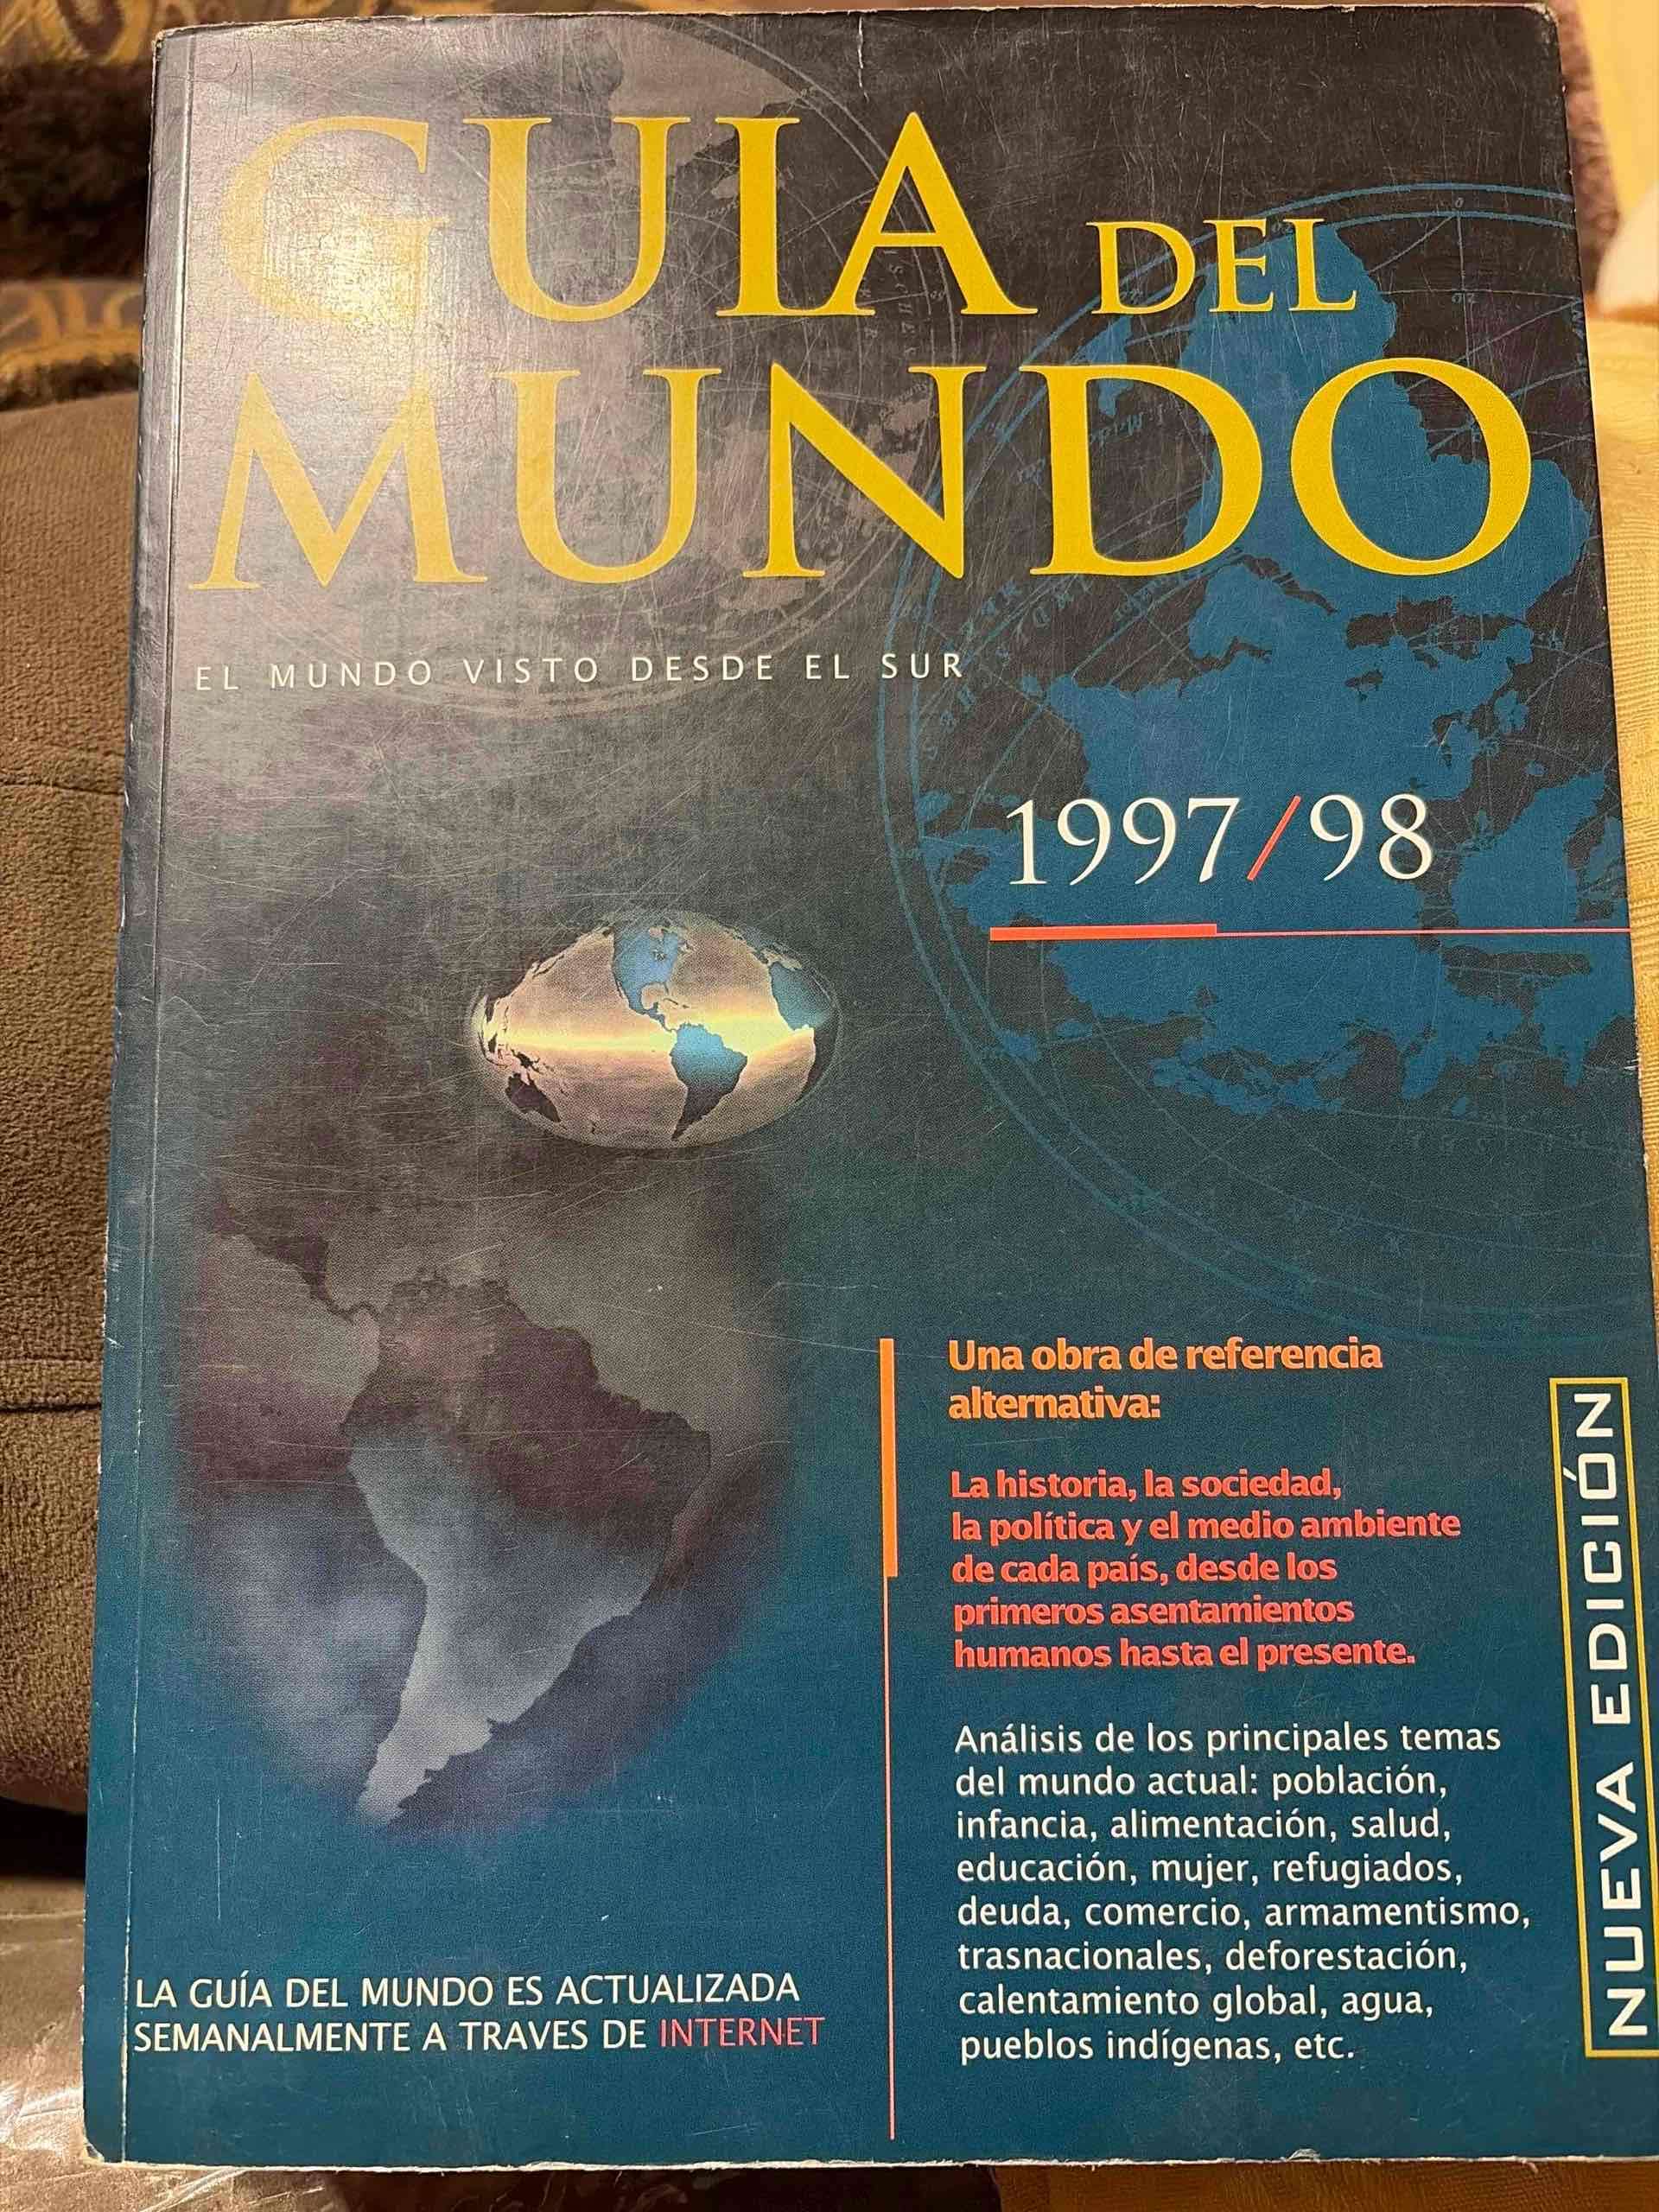 GUIA DEL
MUNDO
EL MUNDO VISTO DESDE EL SUR
1997/98
Una obra de referencia
alternativa:
La historia, la sociedad,
la política y el medio ambiente
de cada país, desde los
primeros asentamientos
humanos hasta el presente.
Análisis de los principales temas
del mundo actual: población,
infancia, alimentación, salud,
educación, mujer, refugiados,
deuda, comercio, armamentismo,
trasnacionales, deforestación,
calentamiento global, agua,
pueblos indígenas, etc.
NUEVA EDICIÓN
LA GUÍA DEL MUNDO ES ACTUALIZADA
SEMANALMENTE A TRAVES DE INTERNET